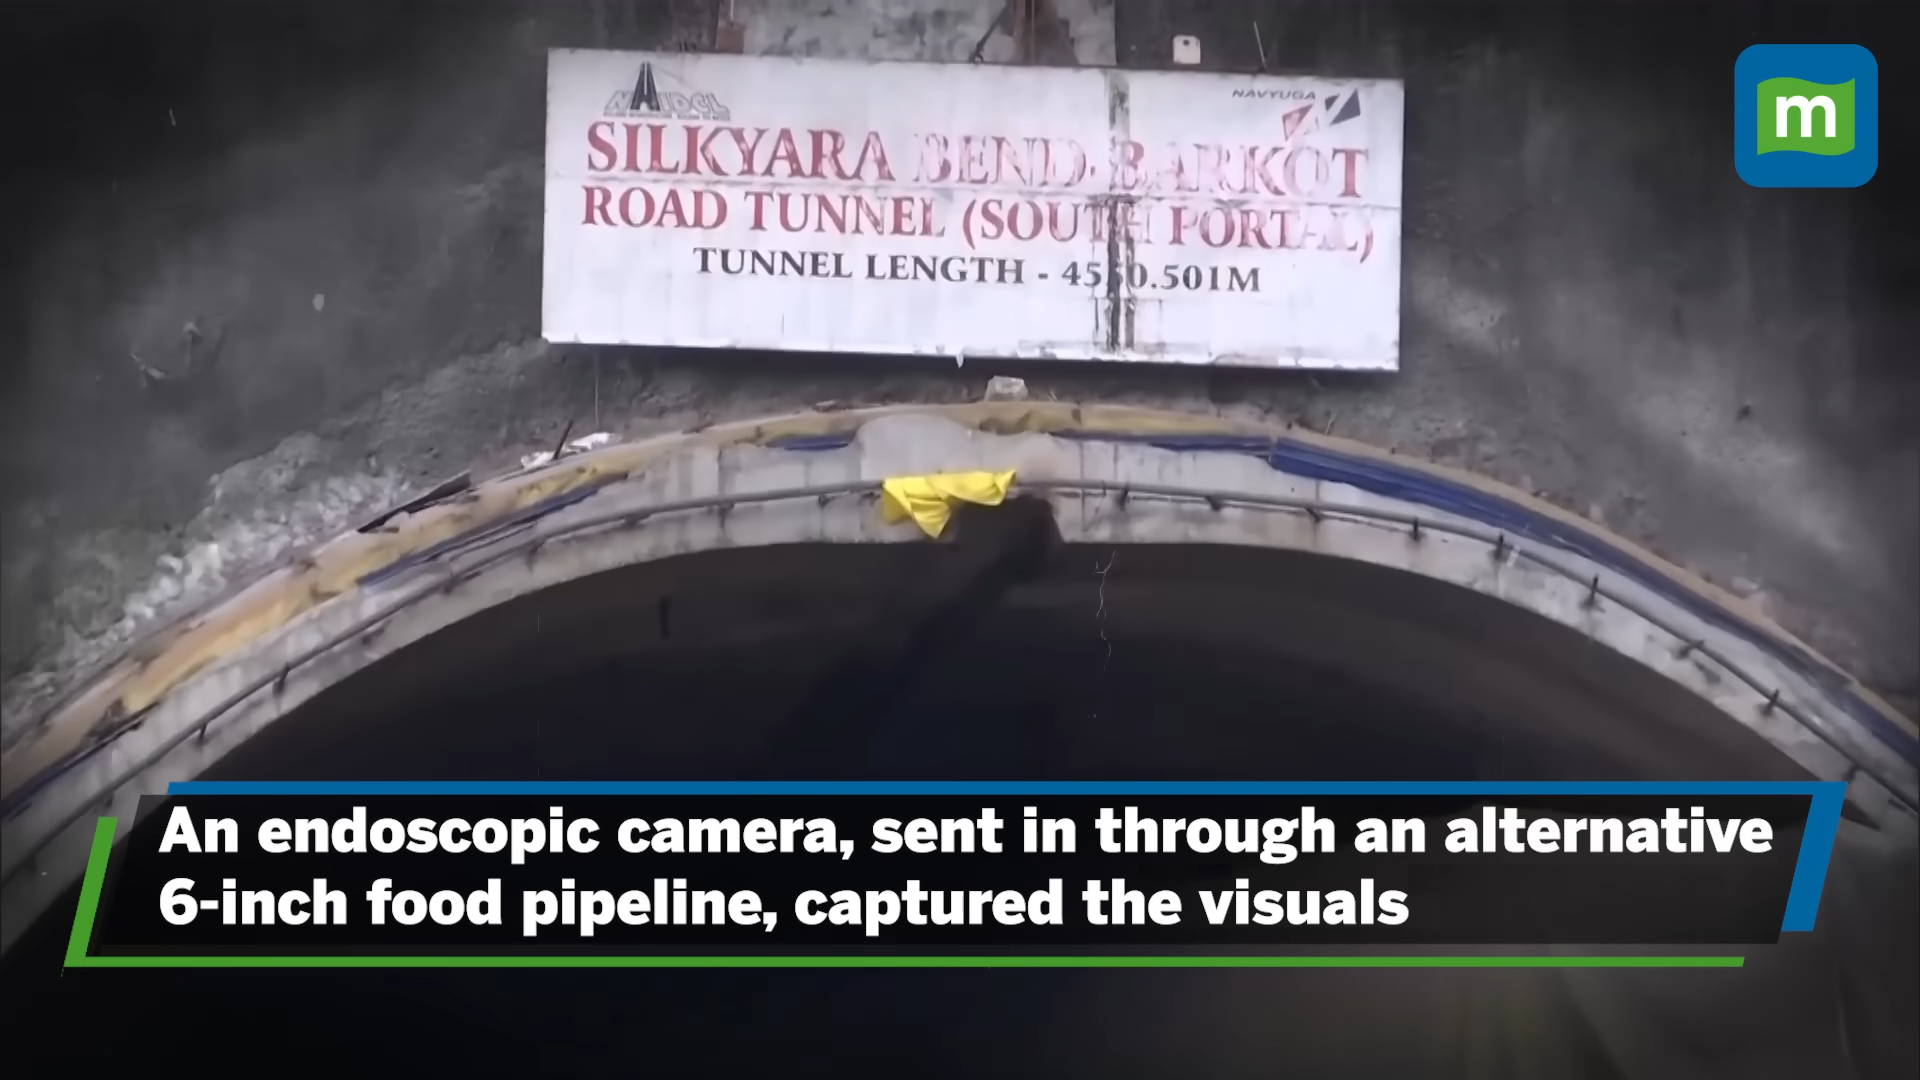 NHIDCL
NAVYUGA
SILKYARA BEND-BARKOT
ROAD TUNNEL (SOUTH PORTAL)
TUNNEL LENGTH - 4550.501M
m
An endoscopic camera, sent in through an alternative
6-inch food pipeline, captured the visuals